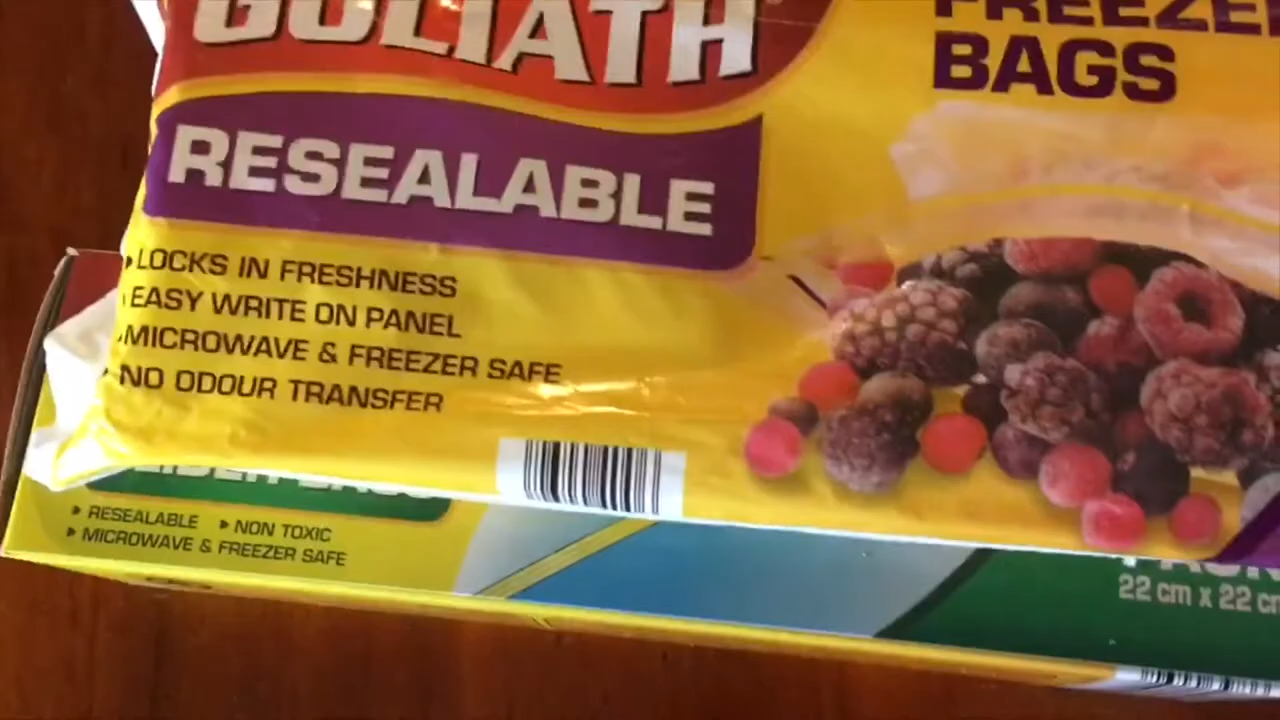 GOLIATH
FREEZER
BAGS
RESEALABLE
LOCKS IN FRESHNESS
EASY WRITE ON PANEL
MICROWAVE & FREEZER SAFE
NO ODOUR TRANSFER
RESEALABLE NON TOXIC
MICROWAVE & FREEZER SAFE
22 cm x 22 cm